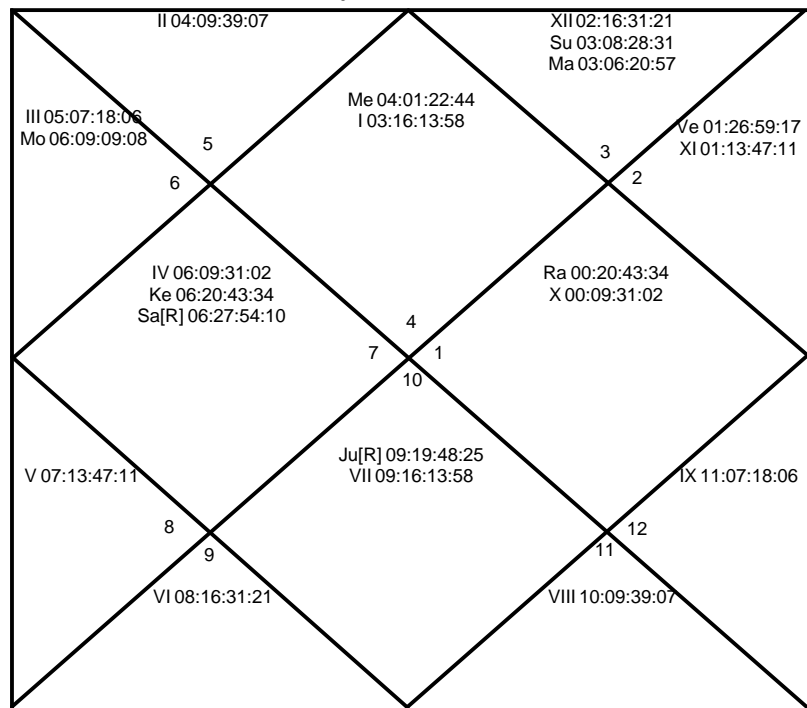 II 04:09:39:07
XII 02:16:31:21
Su 03:08:28:31
Ma 03:06:20:57
Me 04:01:22:44
I 03:16:13:58
III 05:07:18:06
Mo 06:09:09:08
Ve 01:26:59:17
XI 01:13:47:11
5
3
6
2
IV 06:09:31:02
Ke 06:20:43:34
Sa[R] 06:27:54:10
Ra 00:20:43:34
X 00:09:31:02
4
7
1
10
Ju[R] 09:19:48:25
VII 09:16:13:58
V 07:13:47:11
IX 11:07:18:06
8
12
9
11
VI 08:16:31:21
VIII 10:09:39:07